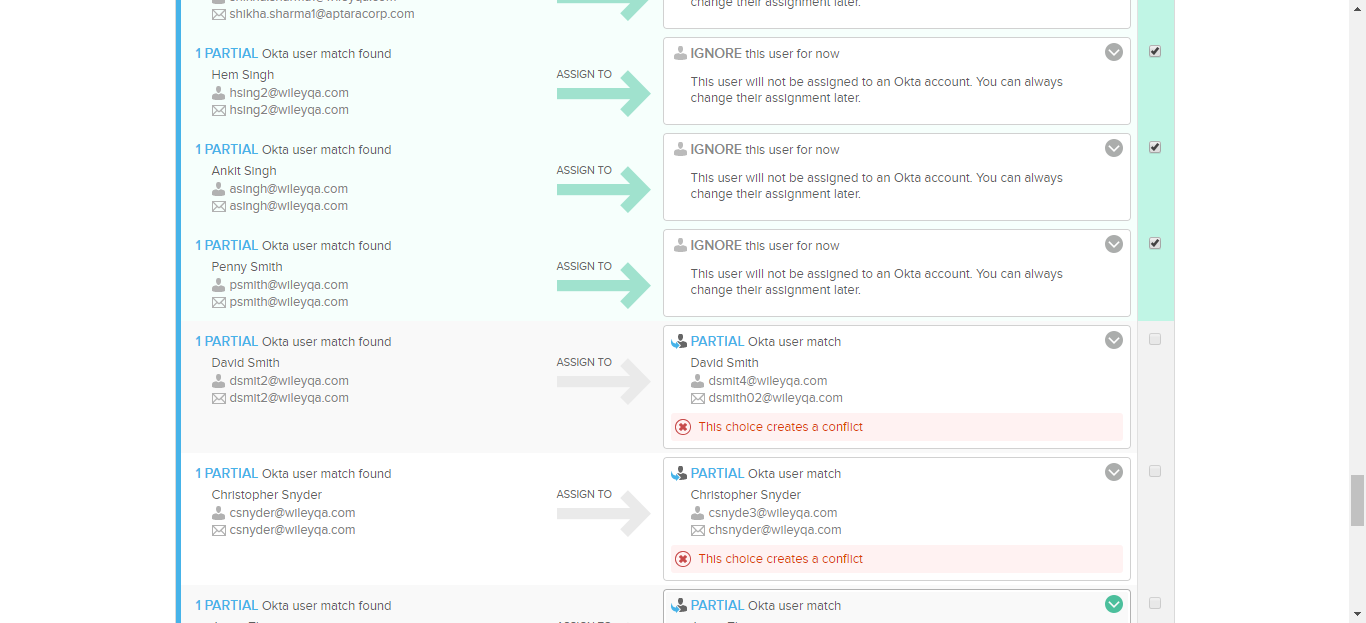 shikha.sharma1@aptaracorp.com
change their assignment later.
1 PARTIAL Okta user match found
Hem Singh
hsing2@wileyqa.com
hsing2@wileyqa.com
ASSIGN TO
IGNORE this user for now
This user will not be assigned to an Okta account. You can always
change their assignment later.
1 PARTIAL Okta user match found
Ankit Singh
asingh@wileyqa.com
asingh@wileyqa.com
ASSIGN TO
IGNORE this user for now
This user will not be assigned to an Okta account. You can always
change their assignment later.
1 PARTIAL Okta user match found
Penny Smith
psmith@wileyqa.com
psmith@wileyqa.com
ASSIGN TO
IGNORE this user for now
This user will not be assigned to an Okta account. You can always
change their assignment later.
1 PARTIAL Okta user match found
David Smith
dsmit2@wileyqa.com
dsmit2@wileyqa.com
ASSIGN TO
PARTIAL Okta user match
David Smith
dsmit4@wileyqa.com
dsmith02@wileyqa.com
This choice creates a conflict
1 PARTIAL Okta user match found
Christopher Snyder
csnyder@wileyqa.com
csnyder@wileyqa.com
ASSIGN TO
PARTIAL Okta user match
Christopher Snyder
csnyde3@wileyqa.com
chsnyder@wileyqa.com
This choice creates a conflict
1 PARTIAL Okta user match found
PARTIAL Okta user match